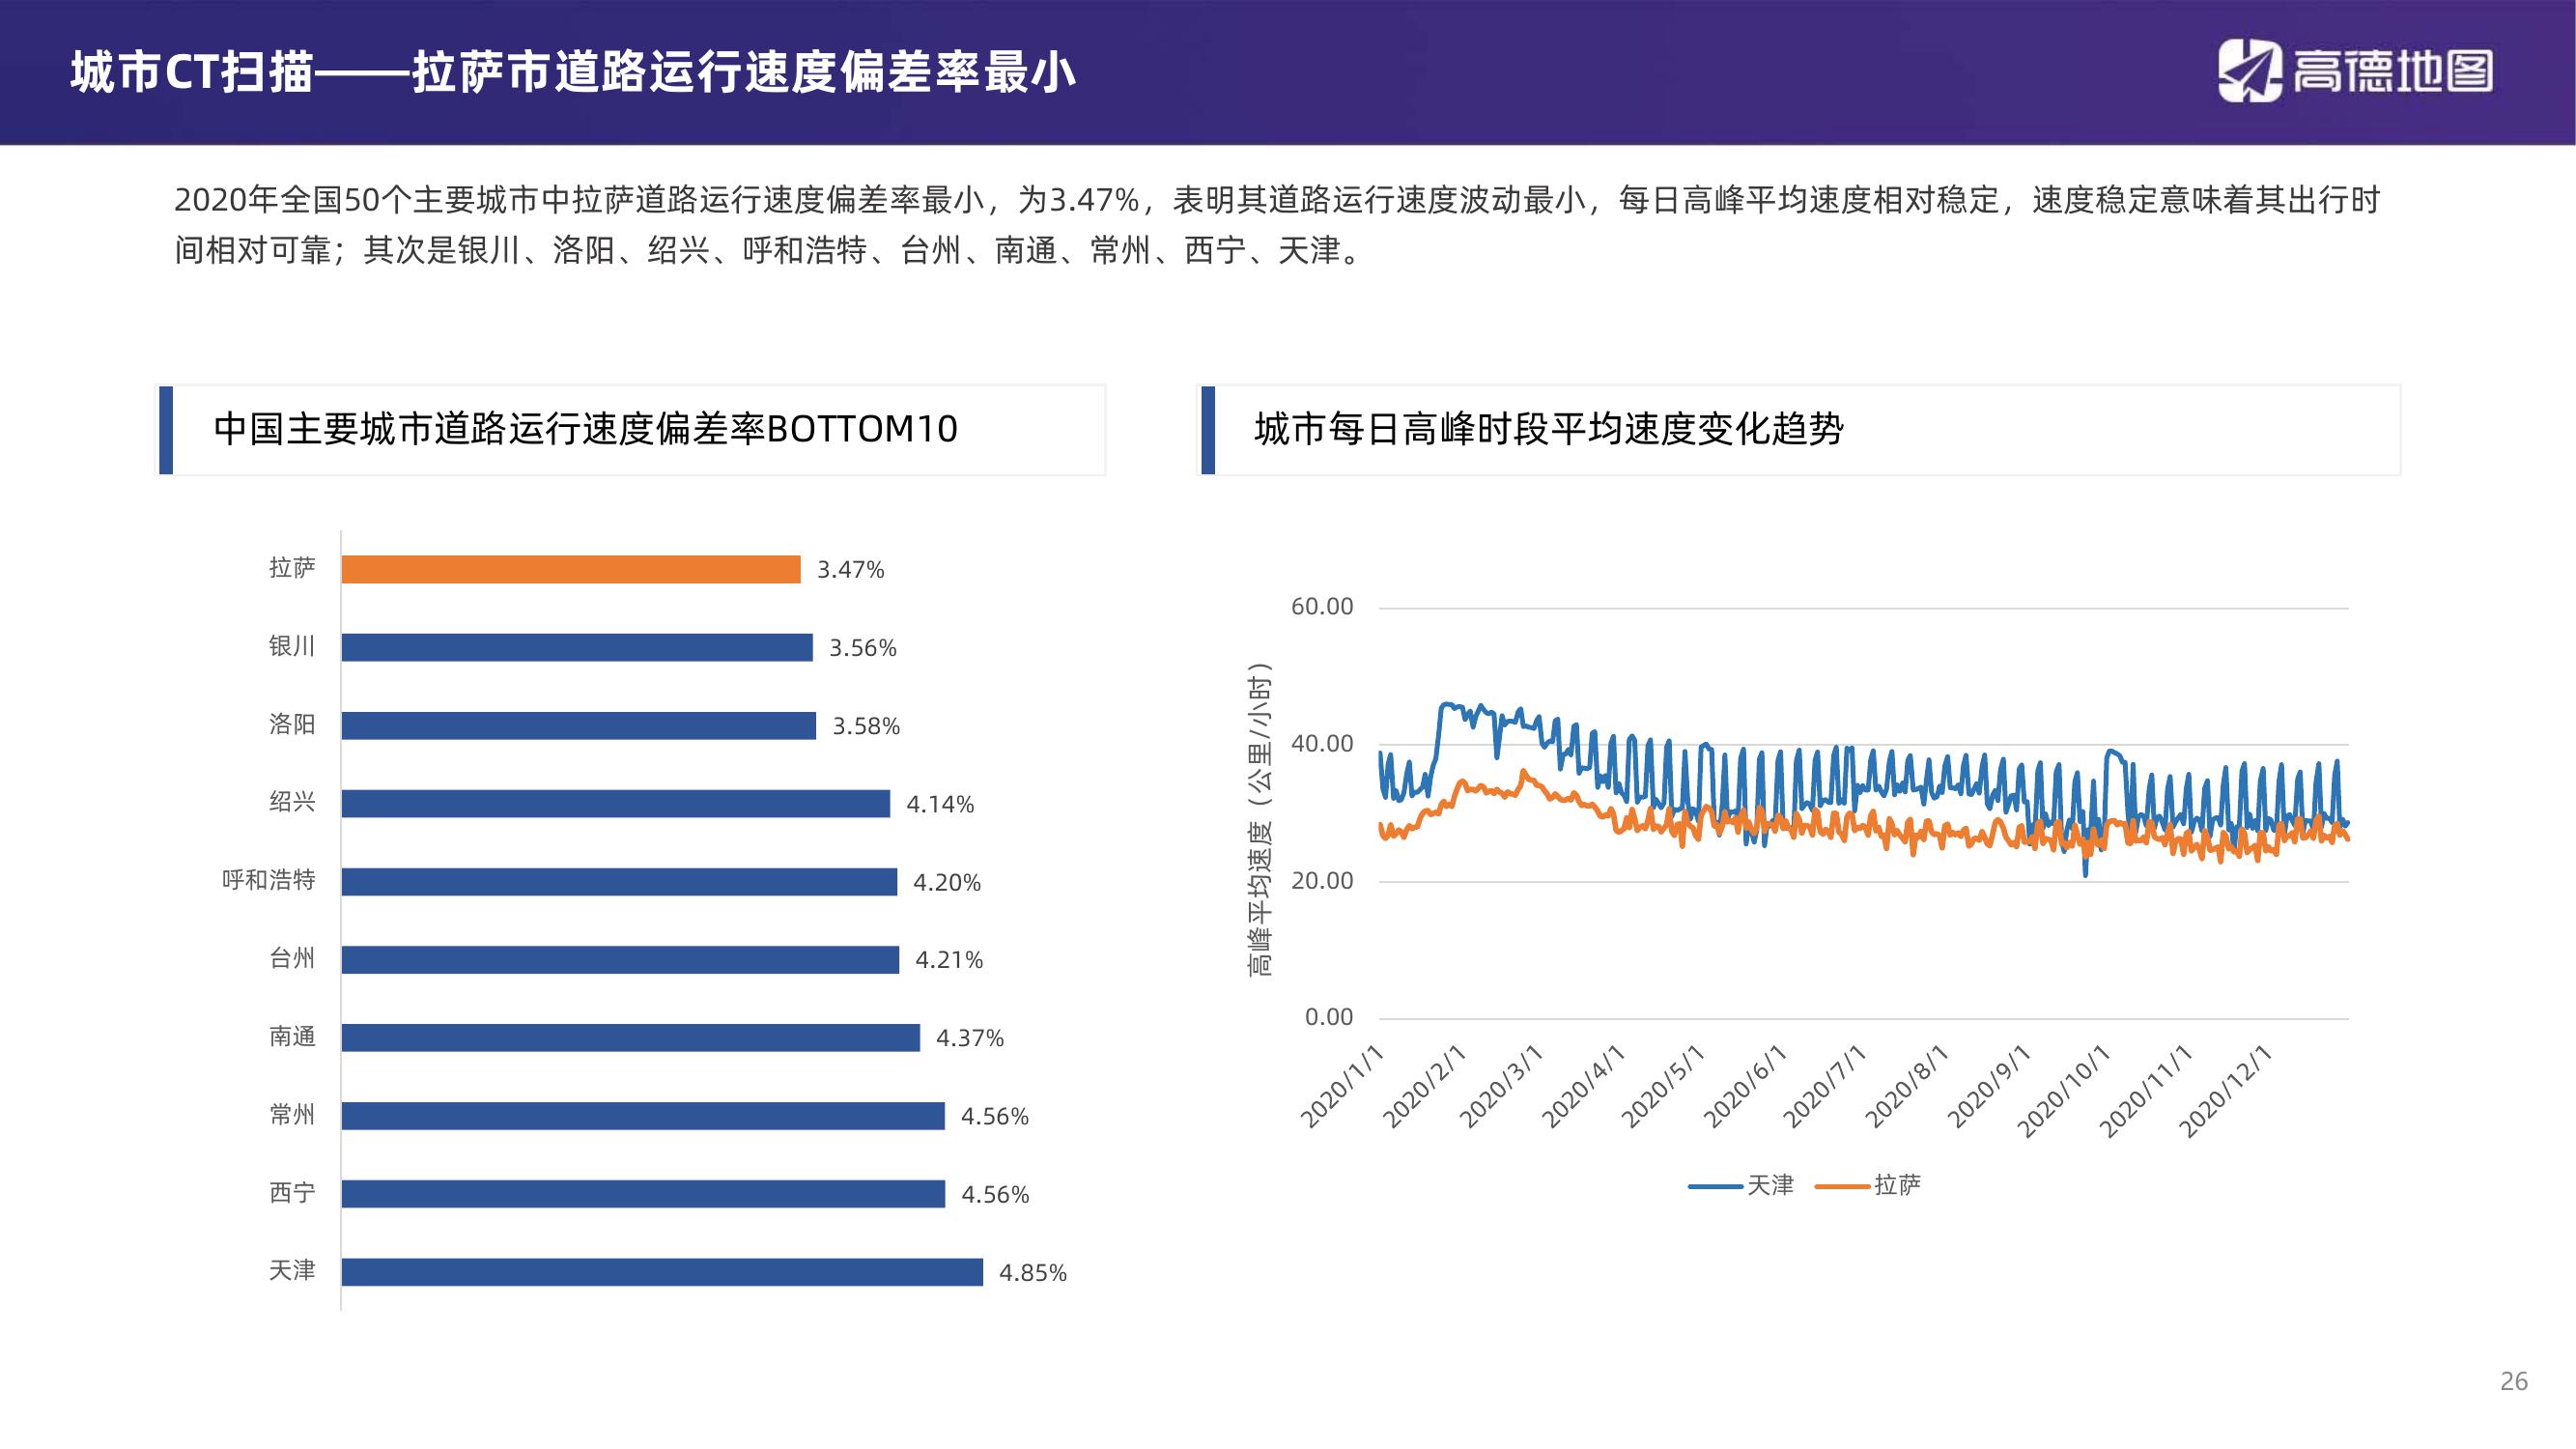 城市CT扫描——拉萨市道路运行速度偏差率最小
高德地图
2020年全国50个主要城市中拉萨道路运行速度偏差率最小，为3.47%，表明其道路运行速度波动最小，每日高峰平均速度相对稳定，速度稳定意味着其出行时
间相对可靠；其次是银川、洛阳、绍兴、呼和浩特、台州、南通、常州、西宁、天津。
中国主要城市道路运行速度偏差率BOTTOM10
拉萨 3.47%
银川 3.56%
洛阳 3.58%
绍兴 4.14%
呼和浩特 4.20%
台州 4.21%
南通 4.37%
常州 4.56%
西宁 4.56%
天津 4.85%
城市每日高峰时段平均速度变化趋势
高峰平均速度（公里/小时）
60.00
40.00
20.00
0.00
2020/1/1
2020/2/1
2020/3/1
2020/4/1
2020/5/1
2020/6/1
2020/7/1
2020/8/1
2020/9/1
2020/10/1
2020/11/1
2020/12/1
天津 拉萨
26